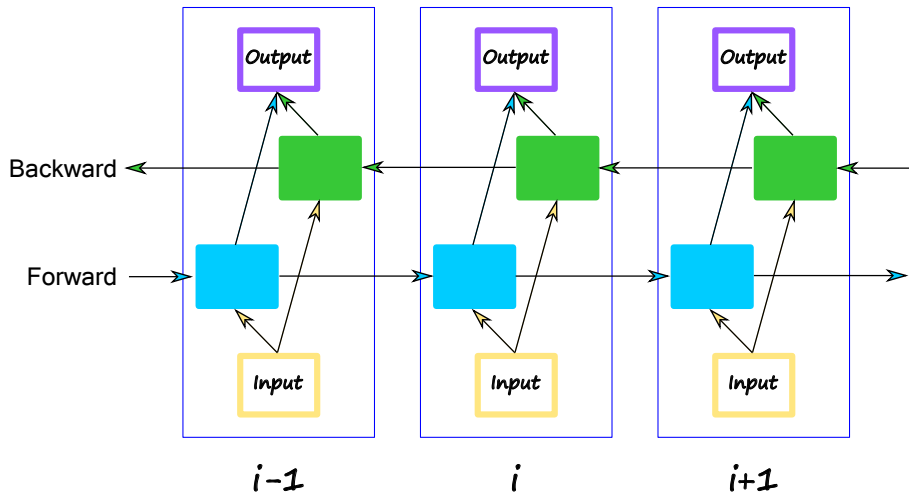 Output Output Output
Backward
Forward
Input Input Input
i-1 i i+1